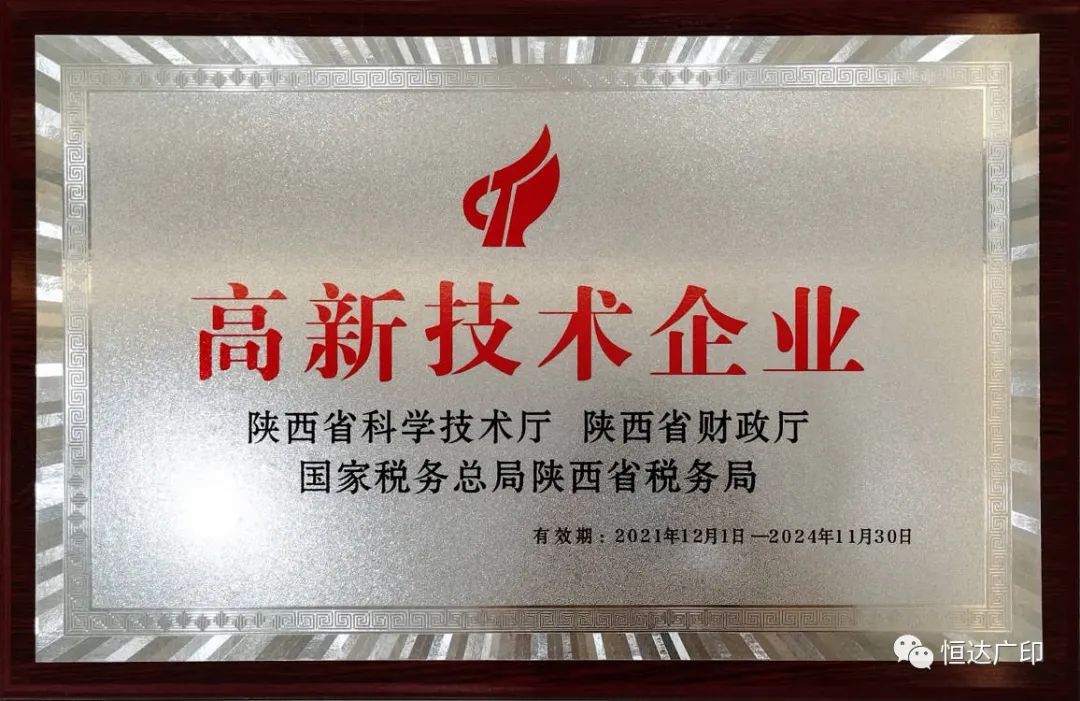 高新技术企业
陕西省科学技术厅 陕西省财政厅
国家税务总局陕西省税务局
有效期：2021年12月1日—2024年11月30日
恒达广印